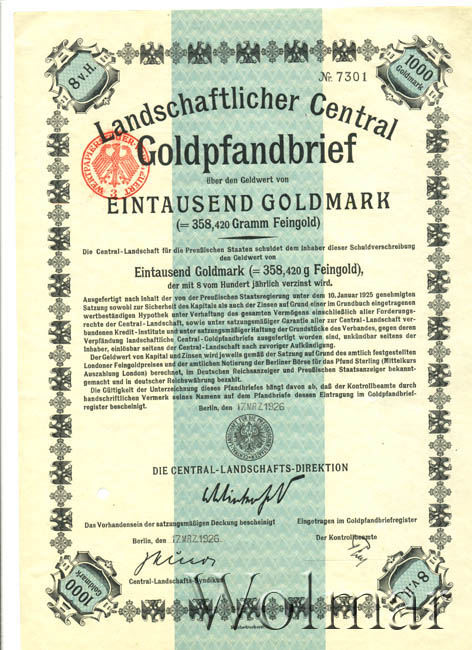 8 v. H.
1000
Goldmark
№ 7301
Landschaftlicher Central
Goldpfandbrief
über den Geldwert von
EINTAUSEND GOLDMARK
(= 358,420 Gramm Feingold)
Die Central-Landschaft für die Preußischen Staaten schuldet dem Inhaber dieser Schuldverschreibung
den Geldwert von
Eintausend Goldmark (= 358,420 g Feingold),
der mit 8 vom Hundert jährlich verzinst wird.
Ausgefertigt nach Inhalt der von der Preußischen Staatsregierung unter dem 10. Januar 1925 genehmigten
Satzung sowohl zur Sicherheit des Kapitals als auch der Zinsen auf Grund einer im Grundbuch eingetragenen
wertbeständigen Hypothek unter Verhaftung des gesamten Vermögens einschließlich aller Forderungs-
rechte der Central-Landschaft, sowie unter satzungsmäßiger Garantie aller zur Central-Landschaft ver-
bundenen Kredit-Institute und unter satzungsmäßiger Haftung der Grundstücke des Verbandes, gegen deren
Verpfändung landschaftliche Central-Goldpfandbriefe ausgefertigt worden sind, unkündbar seitens der
Inhaber, einlösbar seitens der Central-Landschaft nach zuvoriger Aufkündigung.
Der Geldwert von Kapital und Zinsen wird jeweils gemäß der Satzung auf Grund des amtlich festgestellten
Londoner Feingoldpreises und der amtlichen Notierung der Berliner Börse für das Pfund Sterling (Mittelkurs
Auszahlung London) berechnet, im Deutschen Reichsanzeiger und Preußischen Staatsanzeiger bekannt-
gemacht und in deutscher Reichswährung bezahlt.
Die Gültigkeit der Unterzeichnung dieses Pfandbriefes hängt davon ab, daß der Kontrollbeamte durch
handschriftlichen Vermerk seines Namens auf dem Pfandbriefe dessen Eintragung im Goldpfandbrief-
register bescheinigt.
Berlin, den 17. MRZ. 1926
DIE CENTRAL-LANDSCHAFTS-DIREKTION
Das Vorhandensein der satzungsmäßigen Deckung bescheinigt
Eingetragen im Goldpfandbriefregister
Berlin, den 17. MRZ. 1926
Der Kontrollbeamte
Central-Landschafts-Syndikus
1000
Goldmark
8 v. H.
Wolmar